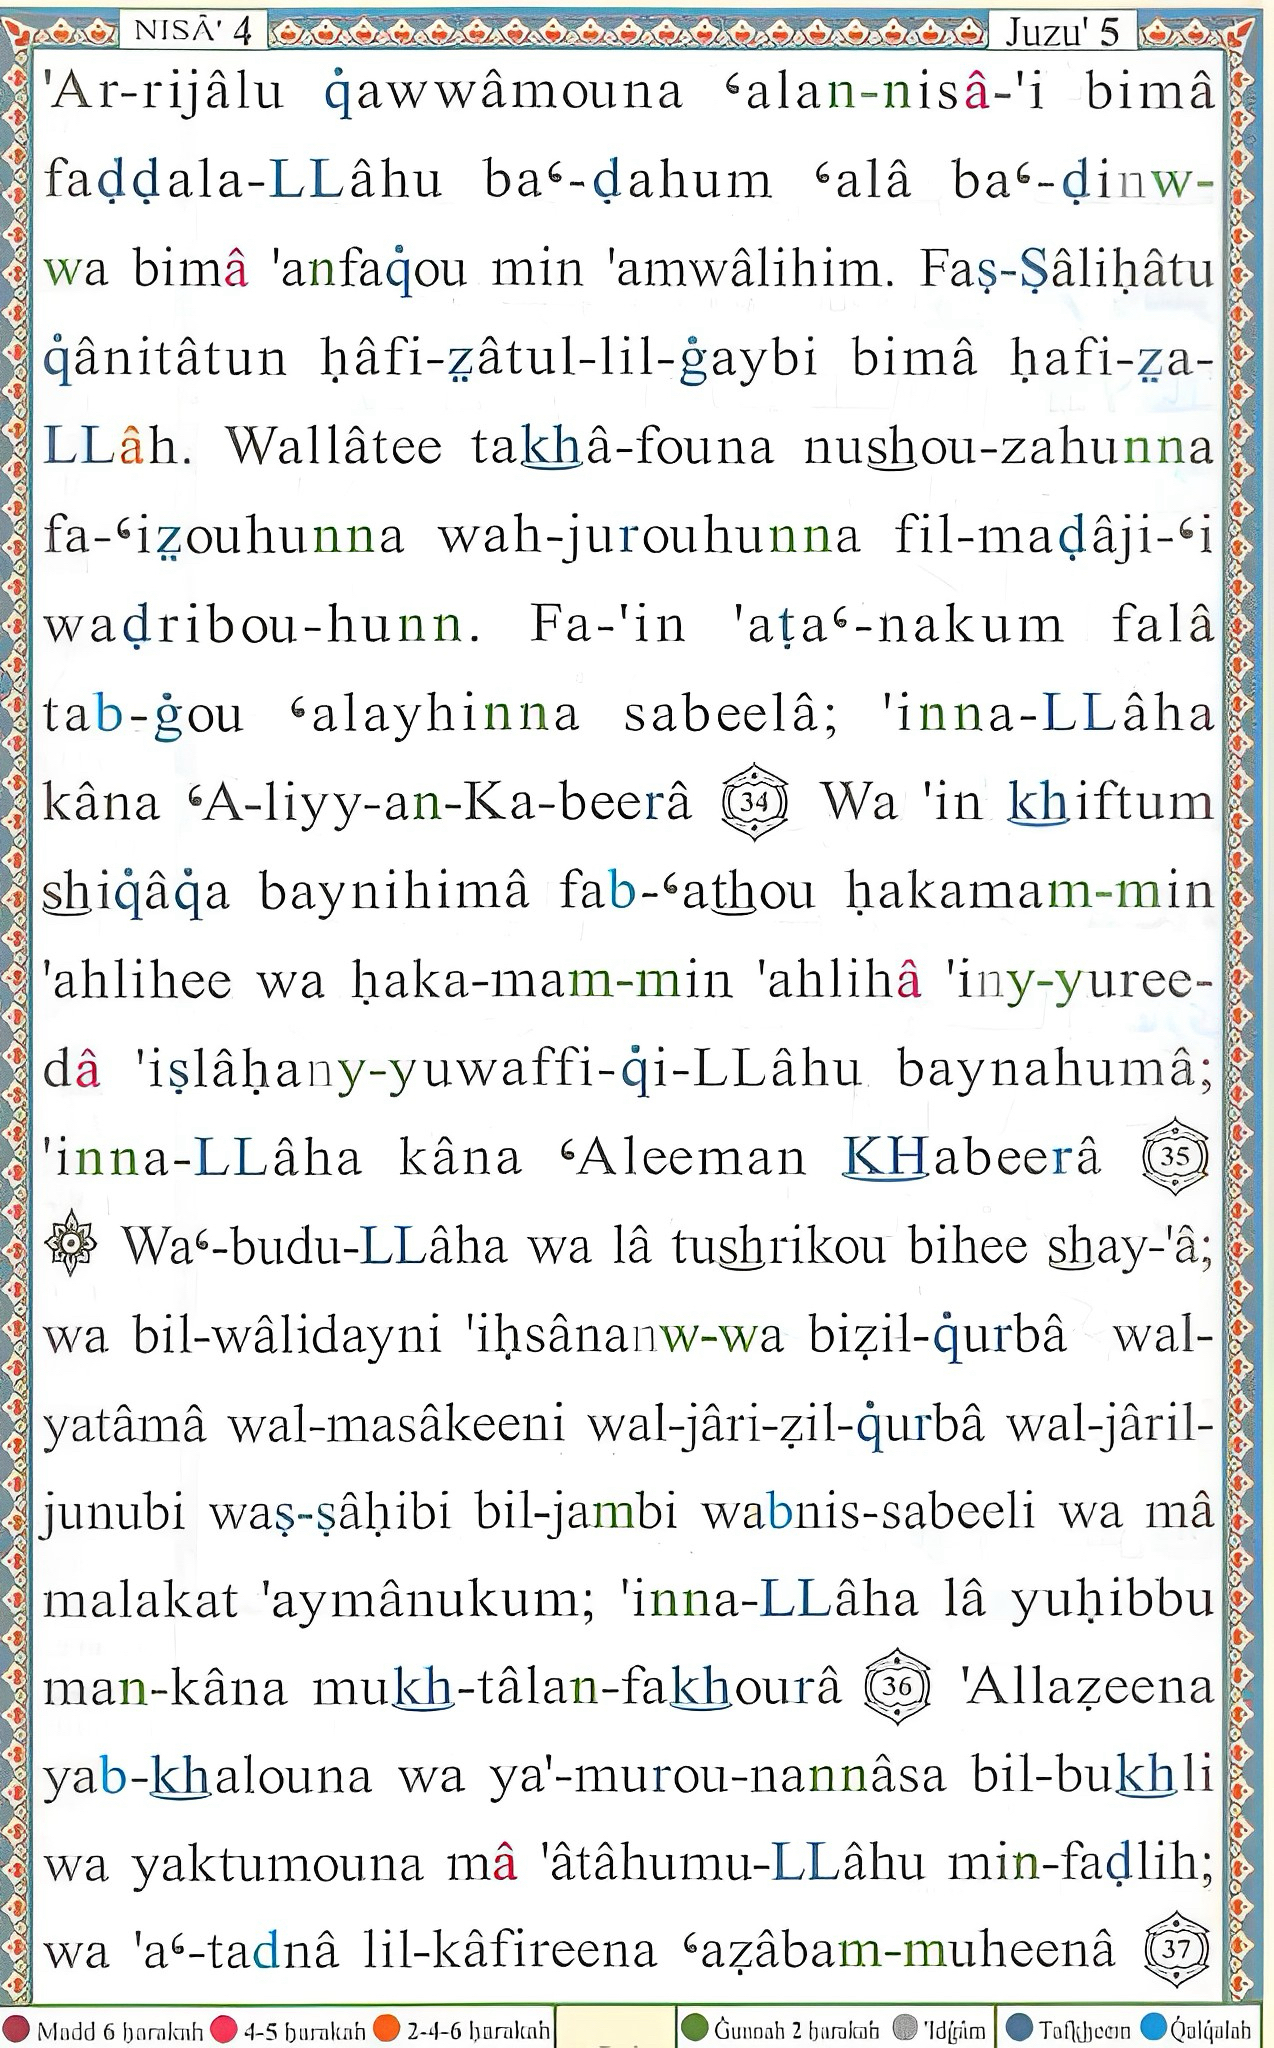 NISĀ' 4
Juzu' 5
'Ar-rijâlu q̊awwâmouna ʿalan-nisâ-'i bimâ
faḍḍala-LLâhu baʿ-ḍahum ʿalâ baʿ-ḍinw-
wa bimâ 'anfaq̊ou min 'amwâlihim. Faṣ-Ṣâliḥâtu
q̊ânitâtun ḥâfi-ẓâtul-lil-ġaybi bimâ ḥafi-ẓa-
LLâh. Wallâtee takhâ-founa nushou-zahunna
fa-ʿiẓouhunna wah-jurouhunna fil-maḍâji-ʿi
waḍribou-hunn. Fa-'in 'aṭaʿ-nakum falâ
tab-ġou ʿalayhinna sabeelâ; 'inna-LLâha
kâna ʿA-liyy-an-Ka-beerâ 34 Wa 'in khiftum
shiq̊âq̊a baynihimâ fab-ʿathou ḥakamam-min
'ahlihee wa ḥaka-mam-min 'ahlihâ 'iny-yuree-
dâ 'iṣlâḥany-yuwaffi-q̊i-LLâhu baynahumâ;
'inna-LLâha kâna ʿAleeman KHabeerâ 35
Waʿ-budu-LLâha wa lâ tushrikou bihee shay-'â;
wa bil-wâlidayni 'iḥsânanw-wa biẓil-q̊urbâ wal-
yatâmâ wal-masâkeeni wal-jâri-ẓil-q̊urbâ wal-jâril-
junubi waṣ-ṣâḥibi bil-jambi wabnis-sabeeli wa mâ
malakat 'aymânukum; 'inna-LLâha lâ yuḥibbu
man-kâna mukh-tâlan-fakhourâ 36 'Allaẓeena
yab-khalouna wa ya'-murou-nannâsa bil-bukhli
wa yaktumouna mâ 'âtâhumu-LLâhu min-faḍlih;
wa 'aʿ-tadnâ lil-kâfireena ʿaẓâbam-muheenâ 37
Madd 6 ḥarakah 4-5 ḥarakah 2-4-6 ḥarakah Ġunnah 2 ḥarakah 'Idġâm Tafkheem Q̊alq̊alah